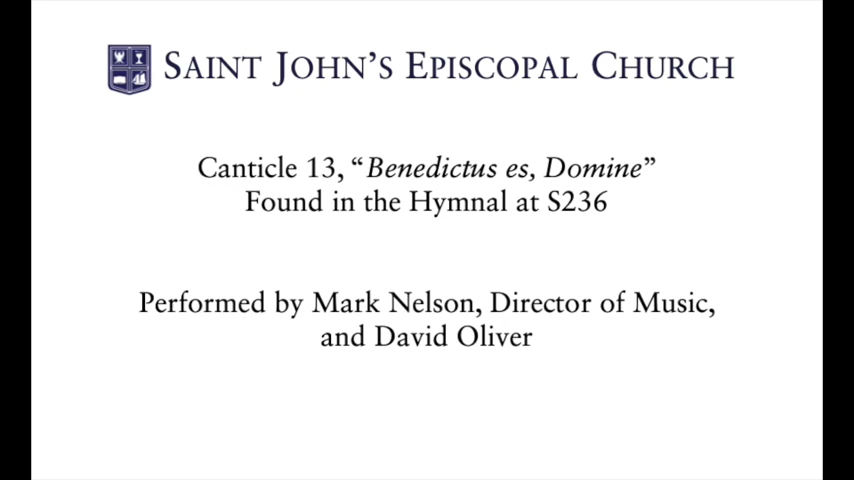 SAINT JOHN'S EPISCOPAL CHURCH
Canticle 13, “Benedictus es, Domine”
Found in the Hymnal at S236
Performed by Mark Nelson, Director of Music,
and David Oliver